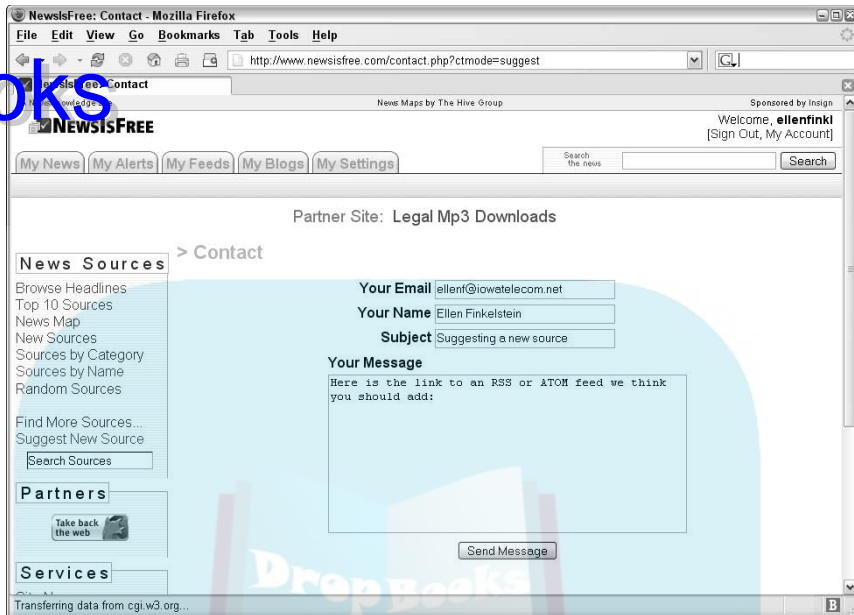 NewsIsFree: Contact - Mozilla Firefox
File Edit View Go Bookmarks Tab Tools Help
http://www.newsisfree.com/contact.php?ctmode=suggest
G
oks
NewsIsFree: Contact
News Maps by The Hive Group
Sponsored by Insign
NEWSISFREE
Welcome, ellenfinkl
[Sign Out, My Account]
My News My Alerts My Feeds My Blogs My Settings
Search the news
Search
Partner Site: Legal Mp3 Downloads
> Contact
News Sources
Browse Headlines
Top 10 Sources
News Map
New Sources
Sources by Category
Sources by Name
Random Sources
Find More Sources...
Suggest New Source
Search Sources
Partners
Take back
the web
Services
Your Email ellenf@iowatelecom.net
Your Name Ellen Finkelstein
Subject Suggesting a new source
Your Message
Here is the link to an RSS or ATOM feed we think
you should add:
Send Message
DropBooks
Transferring data from cgi.w3.org...
B